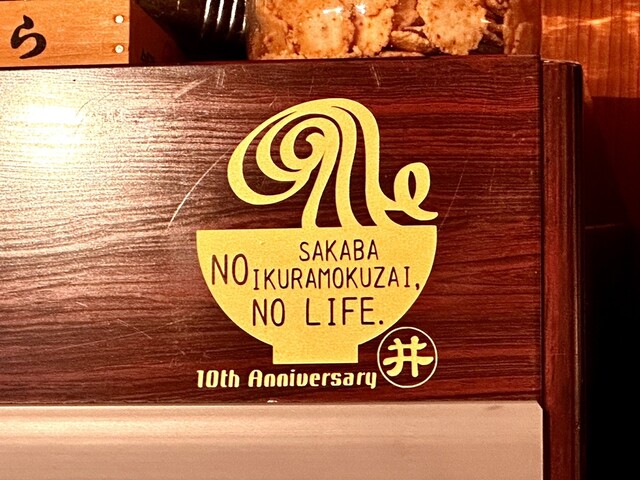 ら
SAKABA
NO IKURAMOKUZAI,
NO LIFE.
10th Anniversary
井